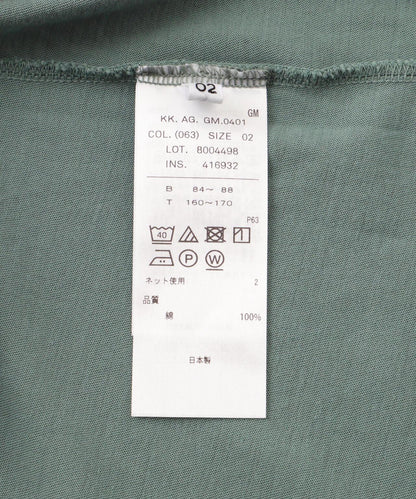 02
GM
KK. AG. GM.0401
COL. (063) SIZE 02
LOT. 8004498
INS. 416932
B 84～ 88
T 160～170
P63
40
P W
ネット使用 2
品質
綿 100%
日本製